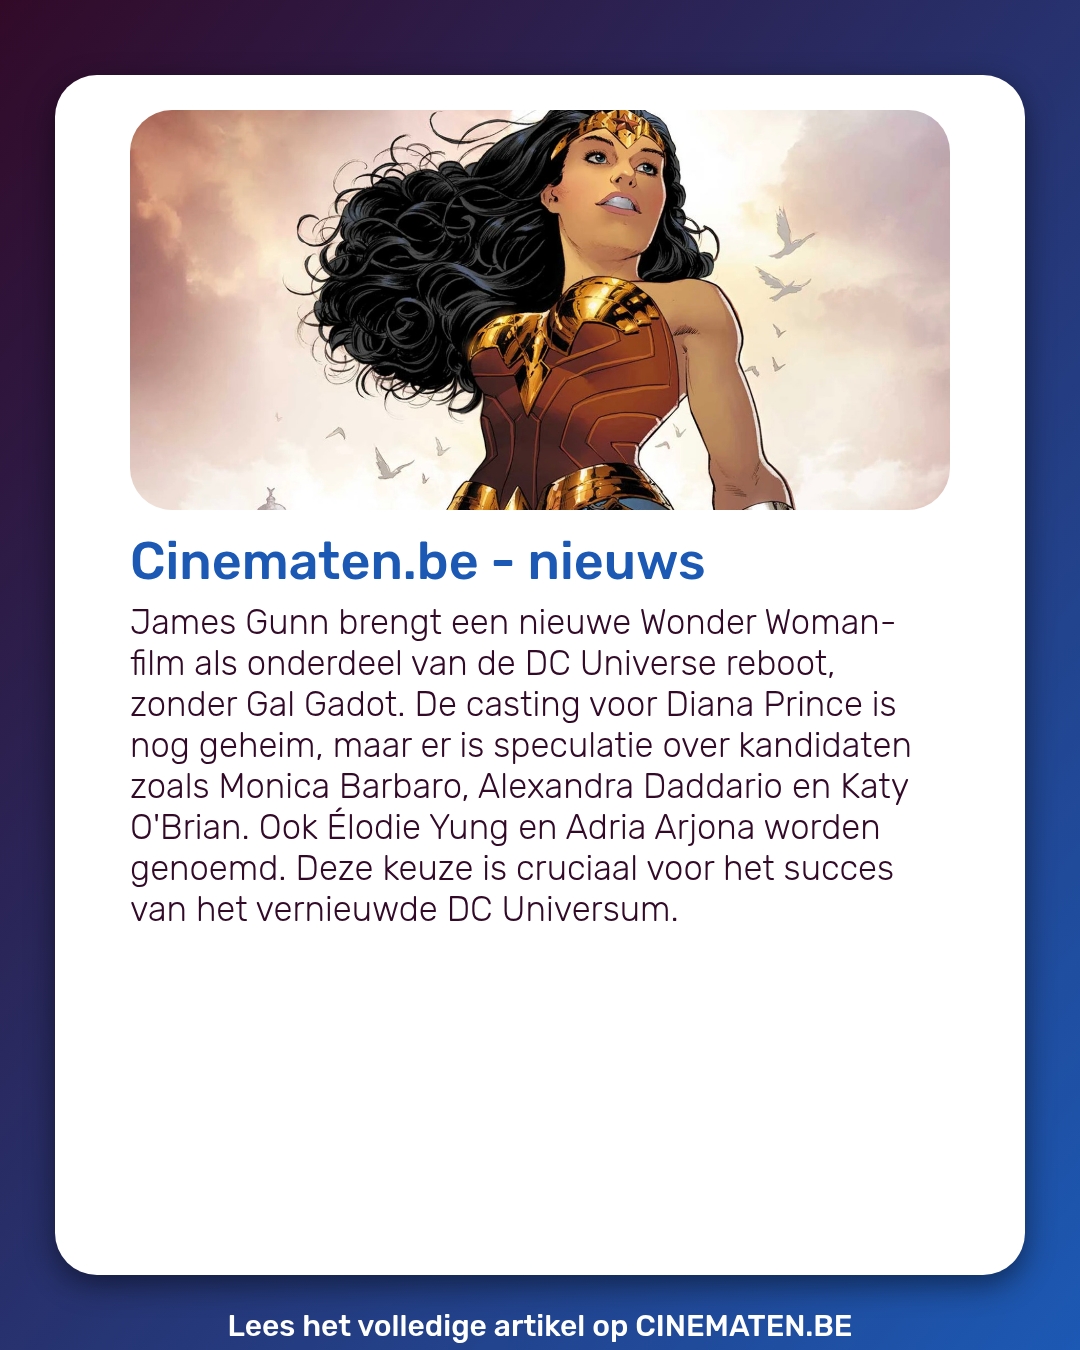 Cinematen.be - nieuws
James Gunn brengt een nieuwe Wonder Woman-
film als onderdeel van de DC Universe reboot,
zonder Gal Gadot. De casting voor Diana Prince is
nog geheim, maar er is speculatie over kandidaten
zoals Monica Barbaro, Alexandra Daddario en Katy
O'Brian. Ook Élodie Yung en Adria Arjona worden
genoemd. Deze keuze is cruciaal voor het succes
van het vernieuwde DC Universum.
Lees het volledige artikel op CINEMATEN.BE